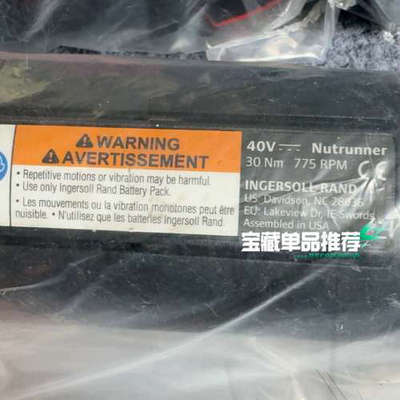 WARNING
AVERTISSEMENT
• Repetitive motions or vibration may be harmful.
• Use only Ingersoll Rand Battery Pack.
• Les mouvements ou la vibration monotones peut être
nuisible. • N'utilisez que les batteries Ingersoll Rand.
40V Nutrunner
30 Nm 775 RPM
CE
INGERSOLL RAND
US: Davidson, NC 28036
EU: Lakeview Dr, IE Swords
Assembled in USA
宝藏单品推荐